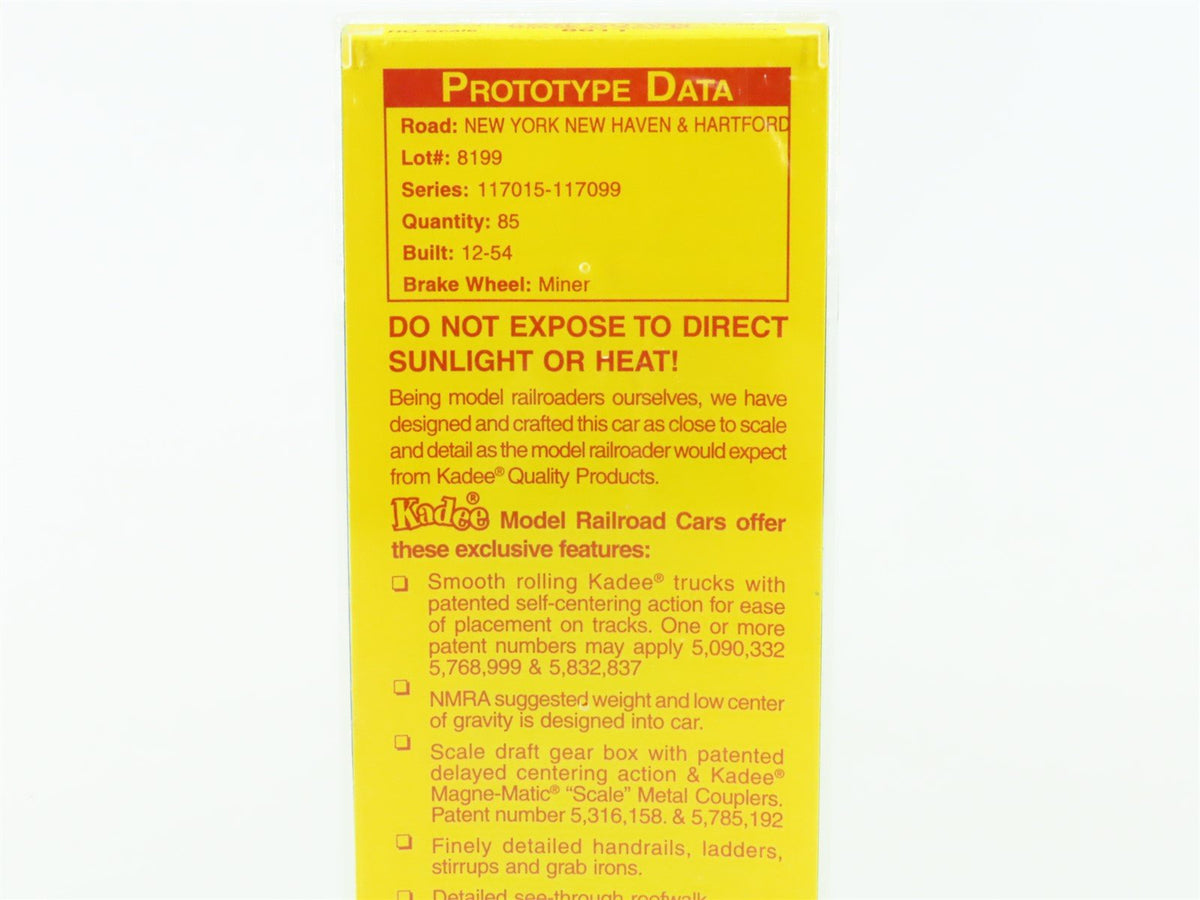 HO Scale
PROTOTYPE DATA
Road: NEW YORK NEW HAVEN & HARTFORD
Lot#: 8199
Series: 117015-117099
Quantity: 85
Built: 12-54
Brake Wheel: Miner
DO NOT EXPOSE TO DIRECT
SUNLIGHT OR HEAT!
Being model railroaders ourselves, we have
designed and crafted this car as close to scale
and detail as the model railroader would expect
from Kadee® Quality Products.
Kadee® Model Railroad Cars offer
these exclusive features:
❏ Smooth rolling Kadee® trucks with
patented self-centering action for ease
of placement on tracks. One or more
patent numbers may apply 5,090,332
5,768,999 & 5,832,837
❏ NMRA suggested weight and low center
of gravity is designed into car.
❏ Scale draft gear box with patented
delayed centering action & Kadee®
Magne-Matic® “Scale” Metal Couplers.
Patent number 5,316,158. & 5,785,192
❏ Finely detailed handrails, ladders,
stirrups and grab irons.
❏ Detailed see-through roofwalk